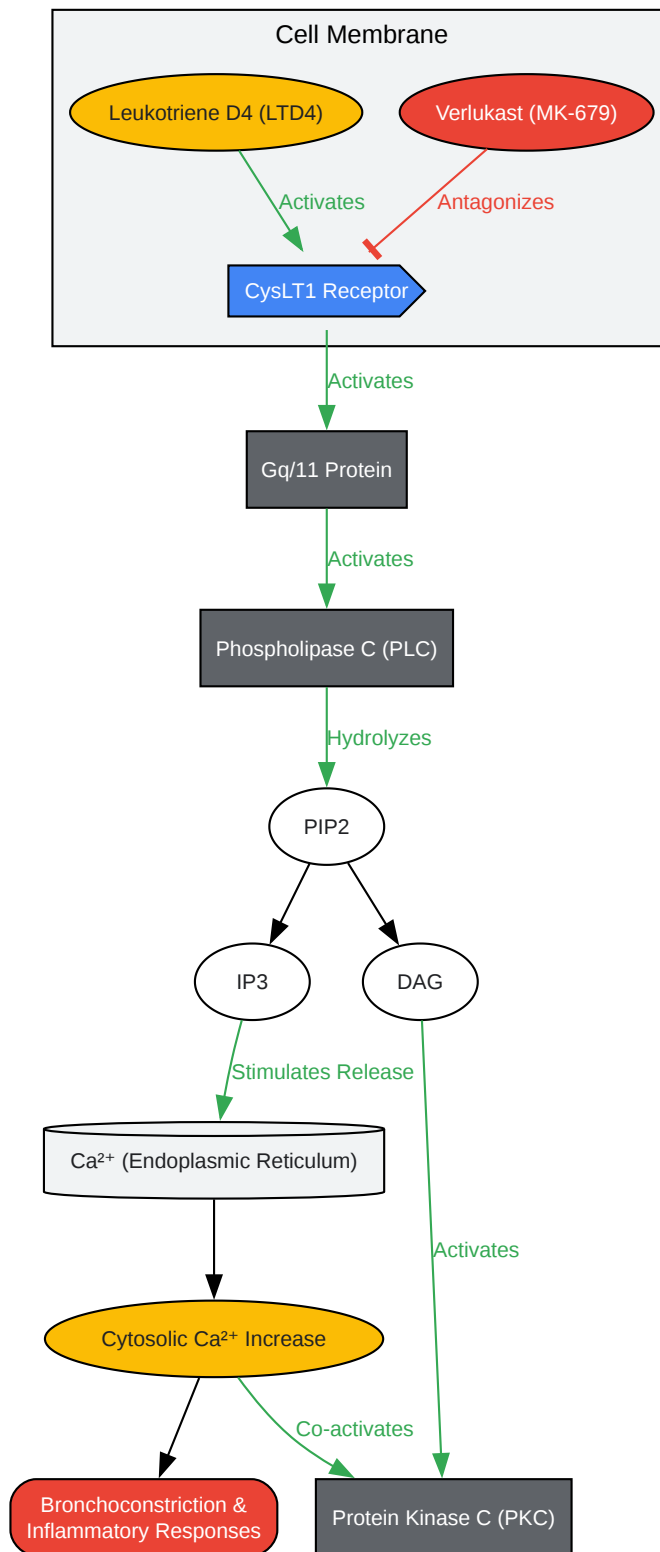 Cell Membrane
Leukotriene D4 (LTD4)
Verlukast (MK-679)
Activates
Antagonizes
CysLT1 Receptor
Activates
Gq/11 Protein
Activates
Phospholipase C (PLC)
Hydrolyzes
PIP2
IP3
DAG
Stimulates Release
Ca²⁺ (Endoplasmic Reticulum)
Activates
Cytosolic Ca²⁺ Increase
Co-activates
Bronchoconstriction &
Inflammatory Responses
Protein Kinase C (PKC)